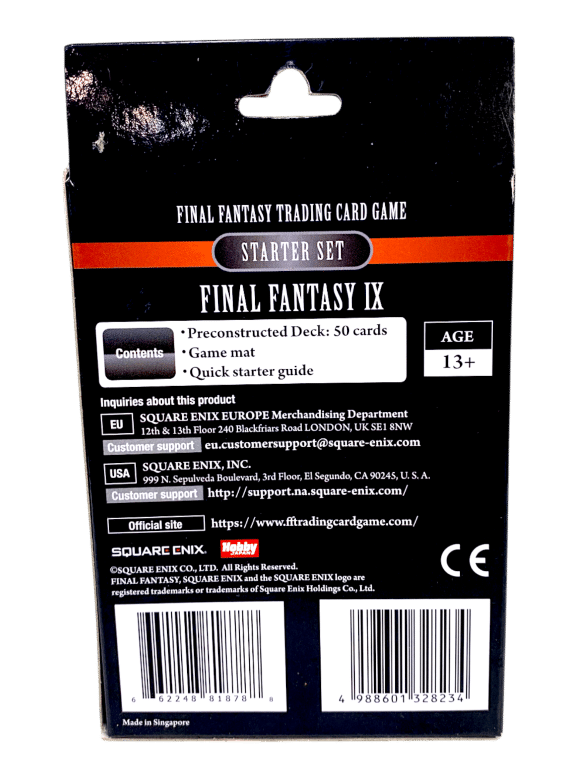 FINAL FANTASY TRADING CARD GAME
STARTER SET
FINAL FANTASY IX
Contents
・Preconstructed Deck: 50 cards
・Game mat
・Quick starter guide
AGE
13+
Inquiries about this product
EU
SQUARE ENIX EUROPE Merchandising Department
12th & 13th Floor 240 Blackfriars Road LONDON, UK SE1 8NW
Customer support eu.customersupport@square-enix.com
USA
SQUARE ENIX, INC.
999 N. Sepulveda Boulevard, 3rd Floor, El Segundo, CA 90245, U. S. A.
Customer support http://support.na.square-enix.com/
Official site https://www.fftradingcardgame.com/
SQUARE ENIX. Hobby JAPAN
CE
©SQUARE ENIX CO., LTD. All Rights Reserved.
FINAL FANTASY, SQUARE ENIX and the SQUARE ENIX logo are
registered trademarks or trademarks of Square Enix Holdings Co., Ltd.
6 62248 81878 8
4 988601 328234
Made in Singapore